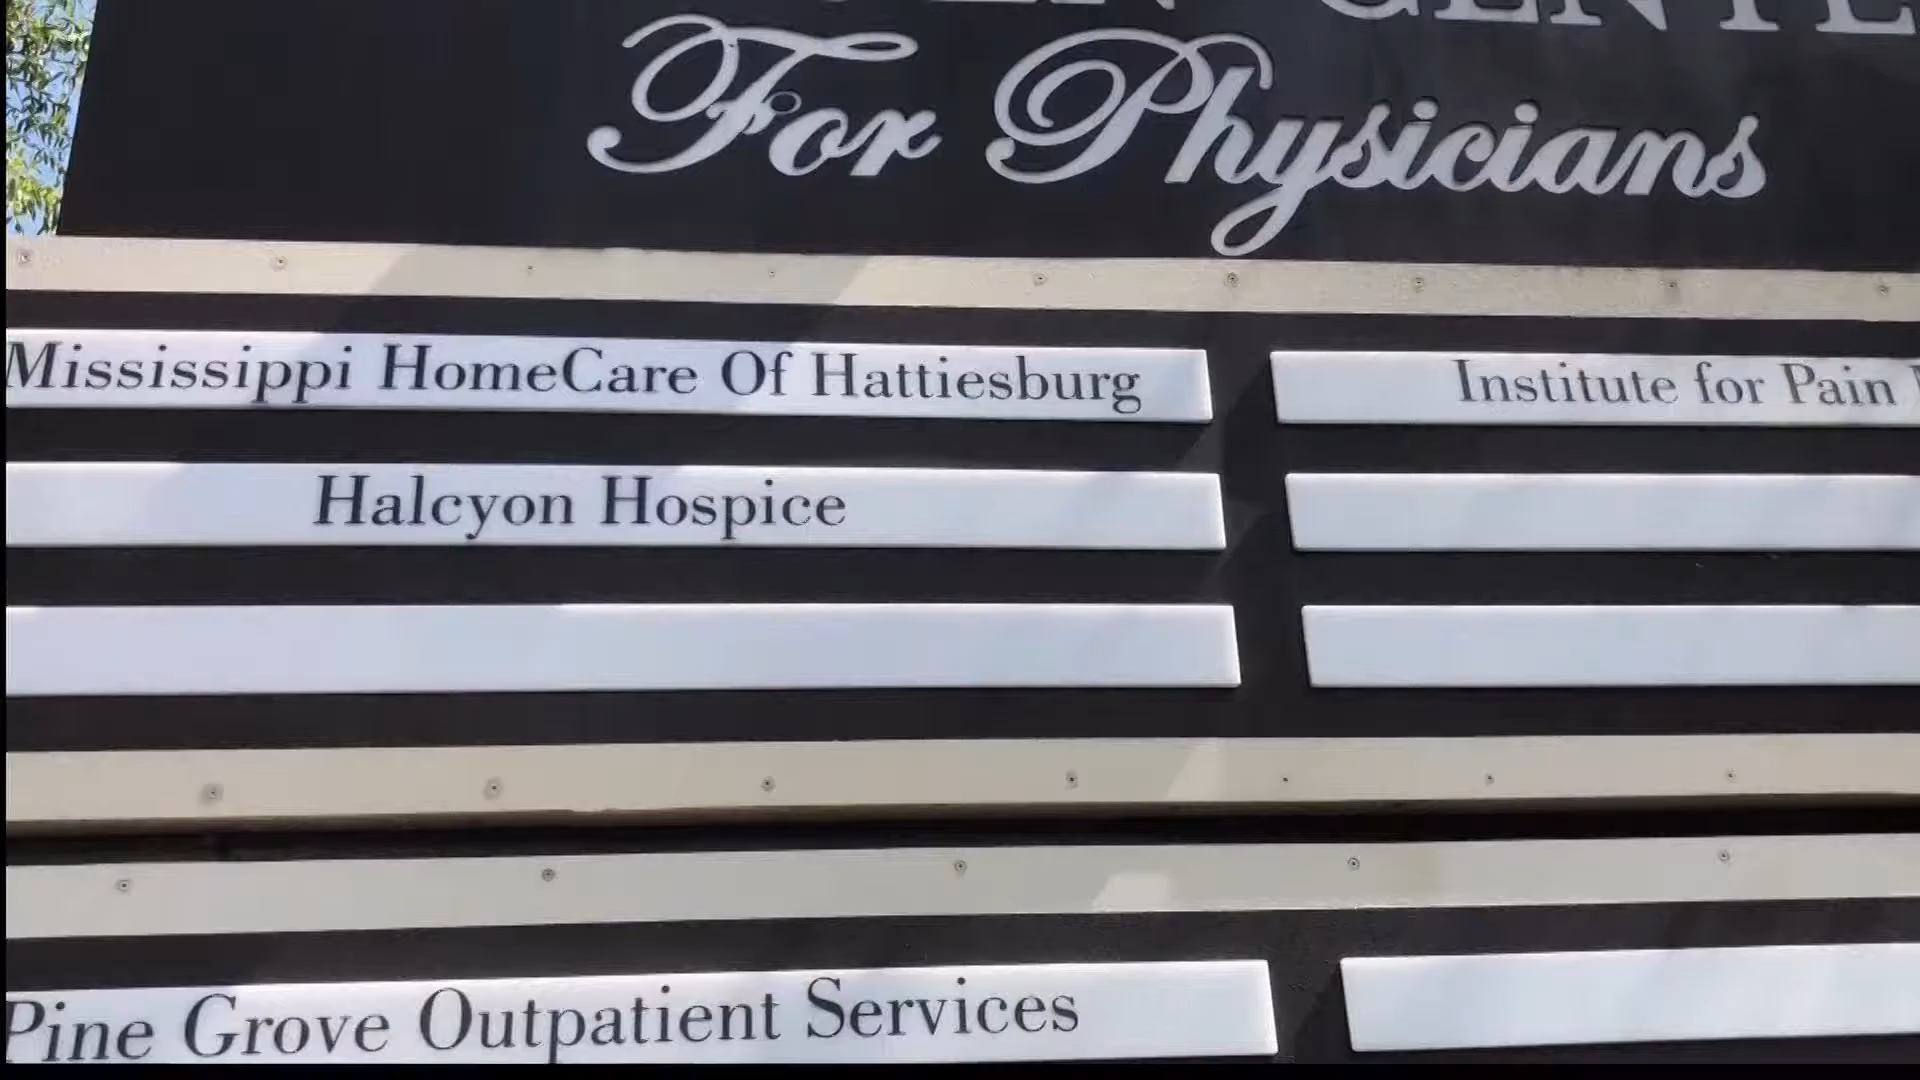 For Physicians
Mississippi HomeCare Of Hattiesburg
Institute for Pain
Halcyon Hospice
Pine Grove Outpatient Services